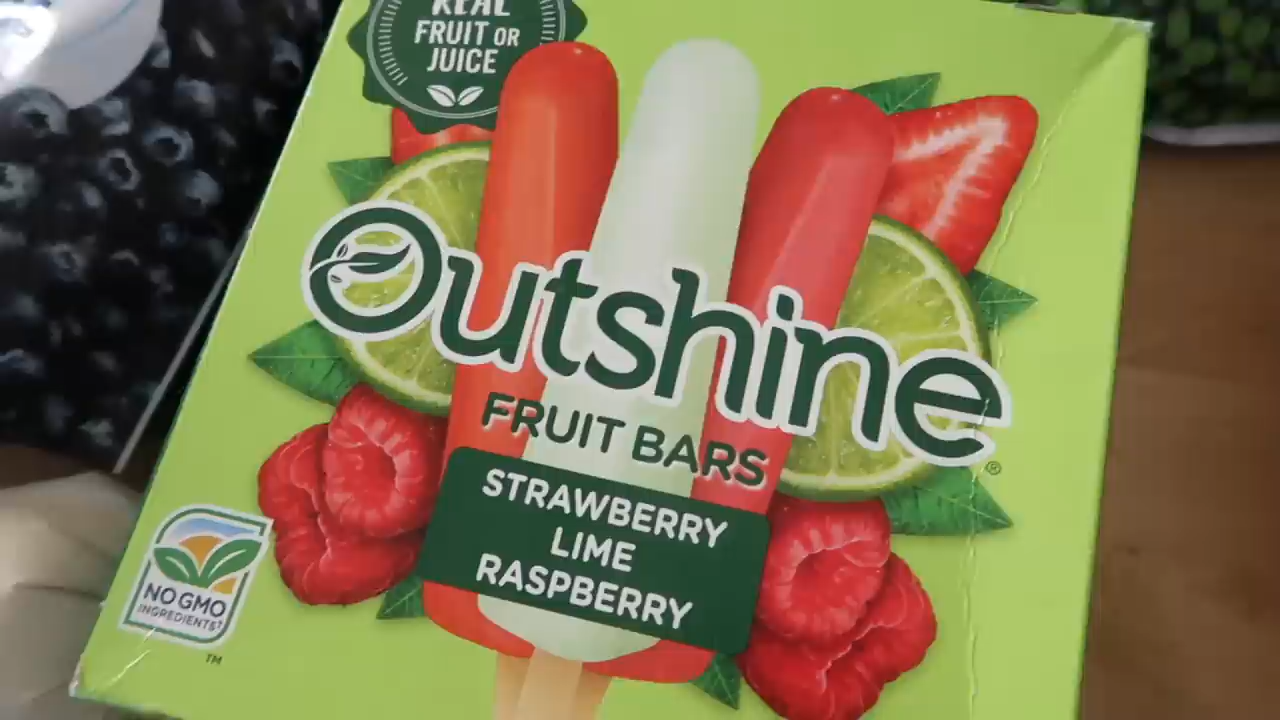 REAL
FRUIT OR
JUICE
Outshine®
FRUIT BARS
STRAWBERRY
LIME
RASPBERRY
NO GMO
INGREDIENTS†
TM